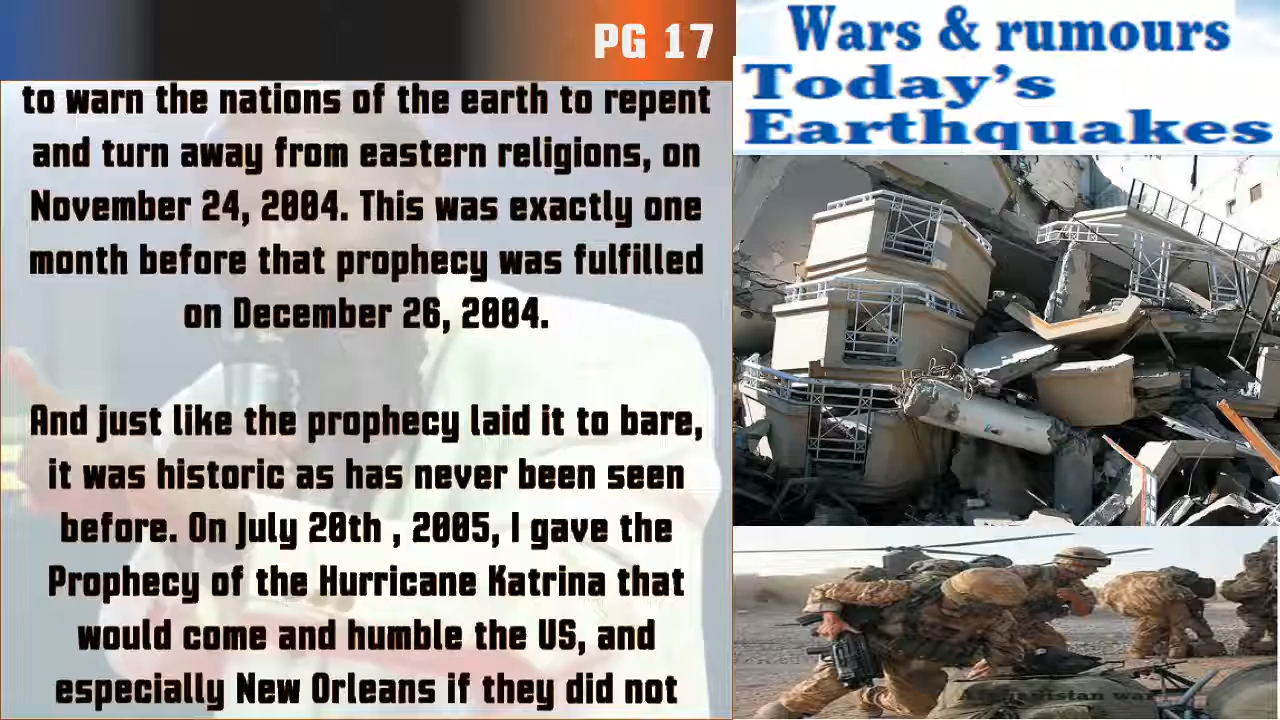 PG 17
to warn the nations of the earth to repent
and turn away from eastern religions, on
November 24, 2004. This was exactly one
month before that prophecy was fulfilled
on December 26, 2004.
And just like the prophecy laid it to bare,
it was historic as has never been seen
before. On July 20th , 2005, I gave the
Prophecy of the Hurricane Katrina that
would come and humble the US, and
especially New Orleans if they did not
Wars & rumours
Today's
Earthquakes
Afghanistan war